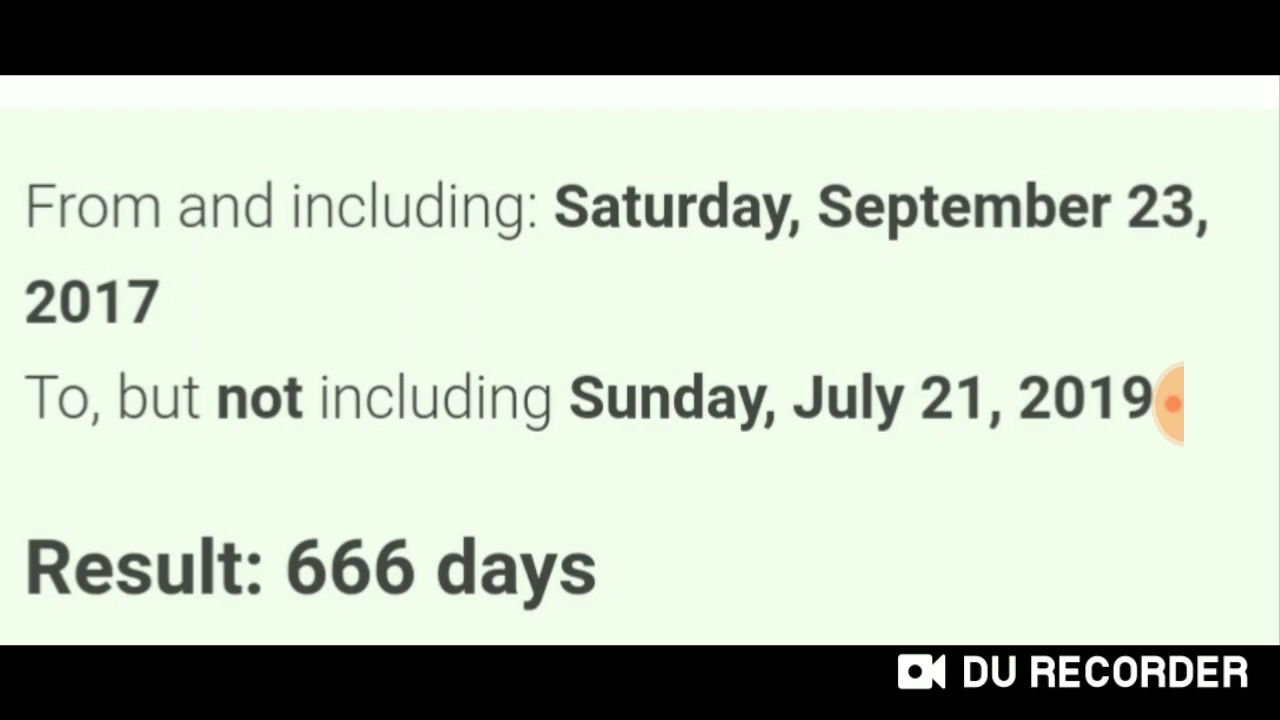 From and including: Saturday, September 23,
2017
To, but not including Sunday, July 21, 2019
Result: 666 days
DU RECORDER